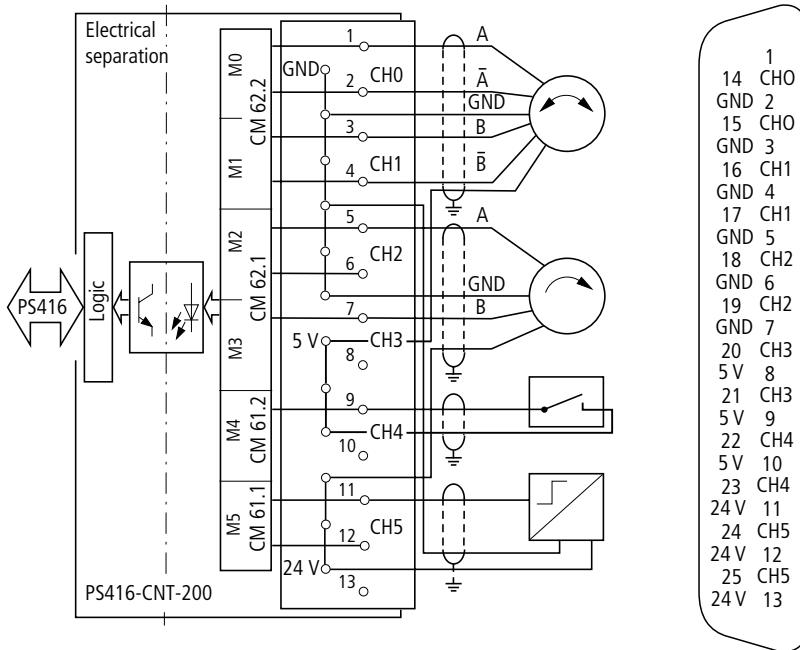 Electrical
separation
PS416
Logic
M0
M1
M2
M3
M4
M5
CM 62.2
CM 62.1
CM 61.2
CM 61.1
PS416-CNT-200
1
GND
CH0
2
3
CH1
4
5
CH2
6
7
5 V
CH3
8
9
CH4
10
11
CH5
12
24 V
13
A
A̅
GND
B
B̅
A
GND
B
1
14 CHO
GND 2
15 CHO
GND 3
16 CH1
GND 4
17 CH1
GND 5
18 CH2
GND 6
19 CH2
GND 7
20 CH3
5 V 8
21 CH3
5 V 9
22 CH4
5 V 10
23 CH4
24 V 11
24 CH5
24 V 12
25 CH5
24 V 13